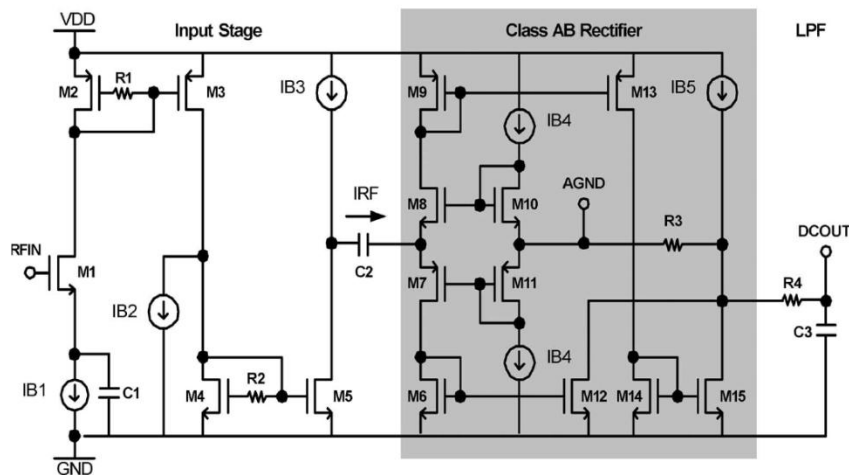 VDD
Input Stage
Class AB Rectifier
LPF
R1
M2
M3
IB3
M9
M13
IB5
IB4
AGND
IRF
M8
M10
R3
DCOUT
RFIN
M1
C2
R4
M7
M11
C3
IB2
IB4
IB1
C1
M4
R2
M5
M6
M12
M14
M15
GND